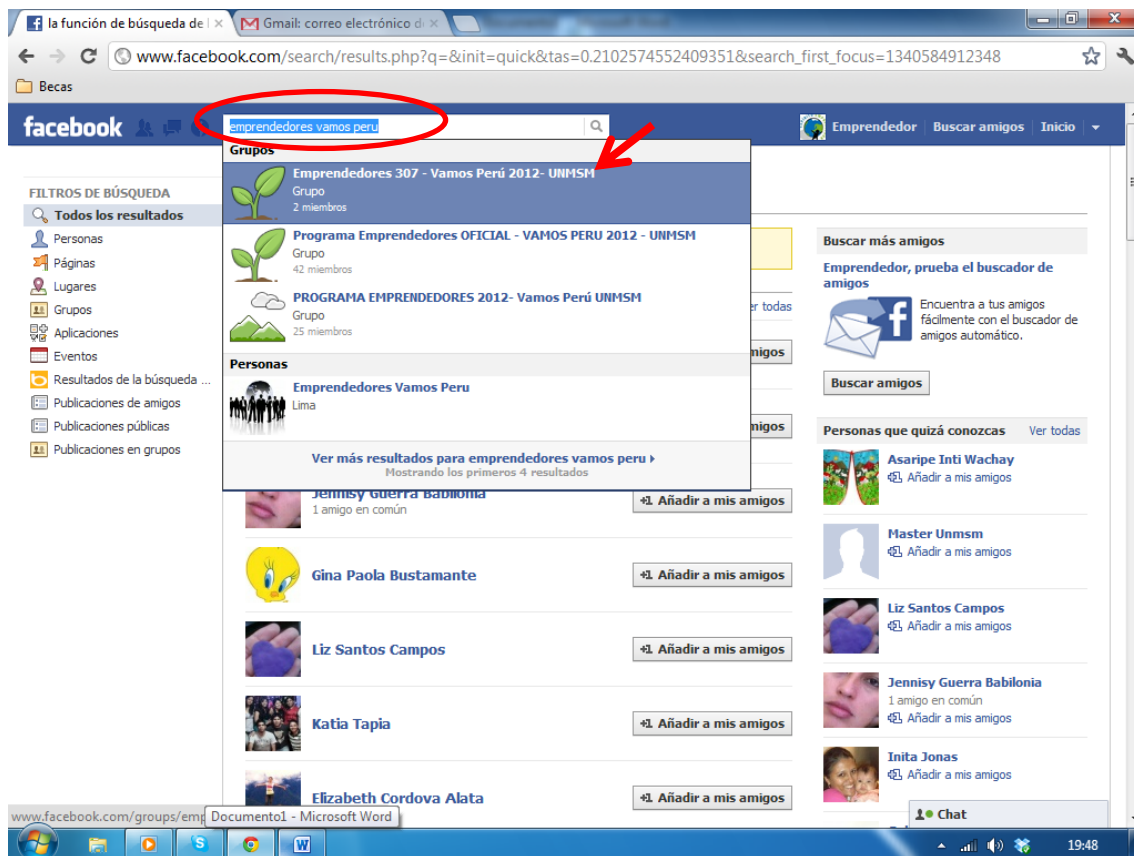 la función de búsqueda de
Gmail: correo electrónico d
www.facebook.com/search/results.php?q=&init=quick&tas=0.2102574552409351&search_first_focus=1340584912348
Becas
facebook
emprendedores vamos peru
Emprendedor Buscar amigos Inicio
Grupos
Emprendedores 307 - Vamos Perú 2012- UNMSM
Grupo
2 miembros
Programa Emprendedores OFICIAL - VAMOS PERU 2012 - UNMSM
Grupo
42 miembros
PROGRAMA EMPRENDEDORES 2012- Vamos Perú UNMSM
Grupo
25 miembros
Personas
Emprendedores Vamos Peru
Lima
Ver más resultados para emprendedores vamos peru
Mostrando los primeros 4 resultados
FILTROS DE BÚSQUEDA
Todos los resultados
Personas
Páginas
Lugares
Grupos
Aplicaciones
Eventos
Resultados de la búsqueda ...
Publicaciones de amigos
Publicaciones públicas
Publicaciones en grupos
er todas
nigos
nigos
Jennisy Guerra Babilonia
1 amigo en común
+1 Añadir a mis amigos
Gina Paola Bustamante
+1 Añadir a mis amigos
Liz Santos Campos
+1 Añadir a mis amigos
Katia Tapia
+1 Añadir a mis amigos
Elizabeth Cordova Alata
+1 Añadir a mis amigos
Buscar más amigos
Emprendedor, prueba el buscador de
amigos
Encuentra a tus amigos
fácilmente con el buscador de
amigos automático.
Buscar amigos
Personas que quizá conozcas Ver todas
Asaripe Inti Wachay
Añadir a mis amigos
Master Unmsm
Añadir a mis amigos
Liz Santos Campos
Añadir a mis amigos
Jennisy Guerra Babilonia
1 amigo en común
Añadir a mis amigos
Inita Jonas
Añadir a mis amigos
Chat
www.facebook.com/groups/emp
Documento1 - Microsoft Word
19:48